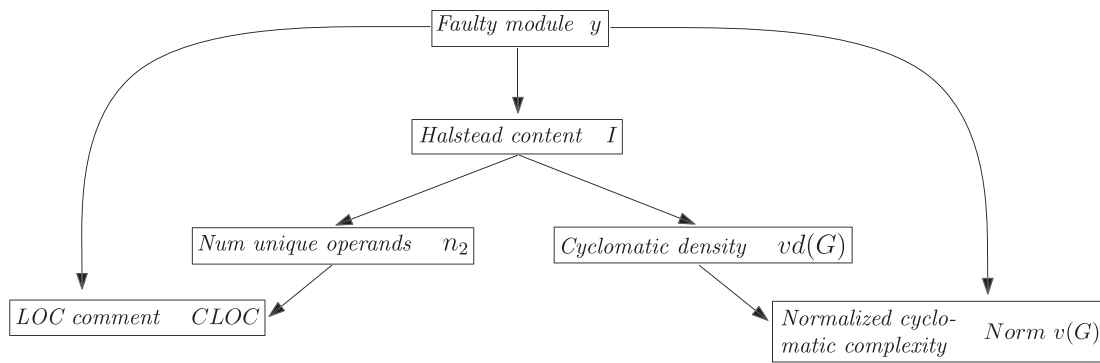 Faulty module y
Halstead content I
Num unique operands n₂
Cyclomatic density vd(G)
LOC comment CLOC
Normalized cyclo-
matic complexity Norm v(G)